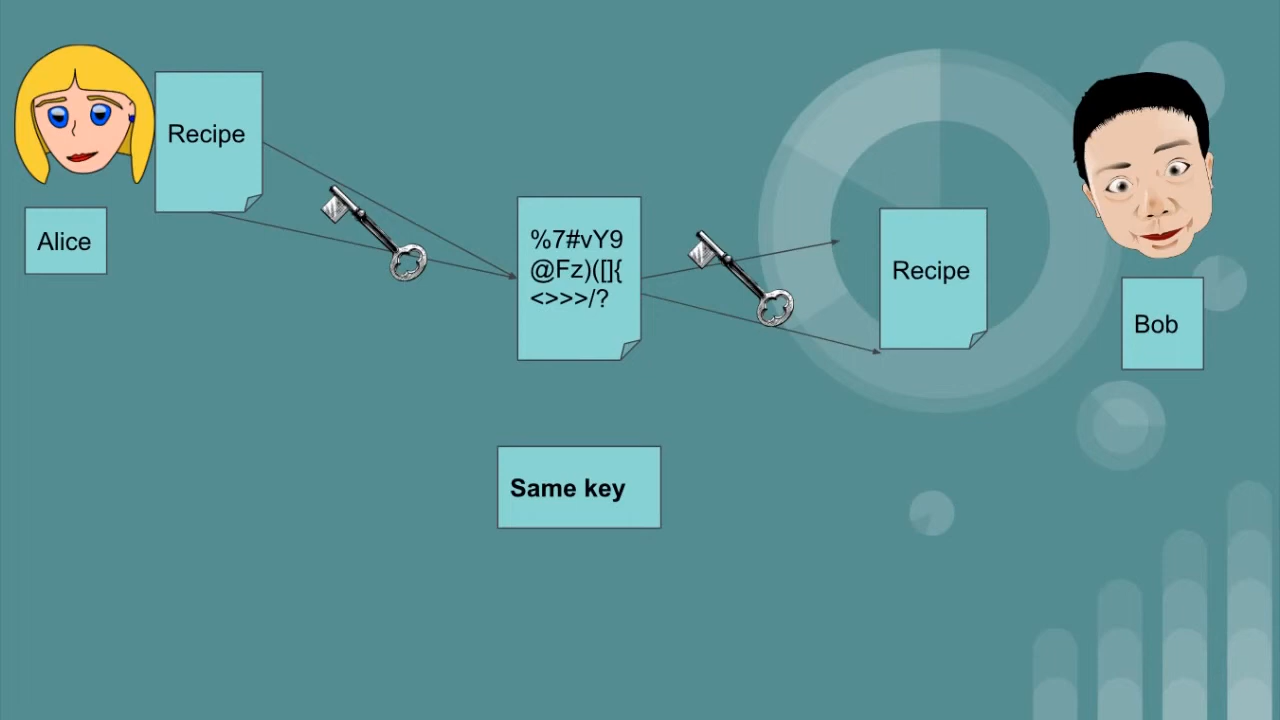 Recipe
Alice
%7#vY9
@Fz)([]{
<>>>/?
Recipe
Bob
Same key